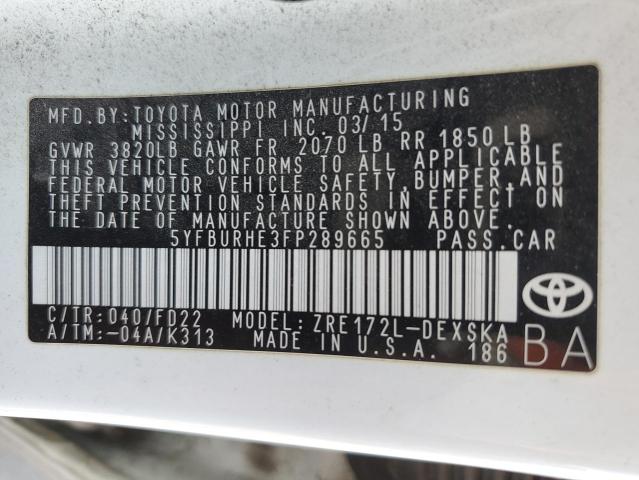 MFD.BY:TOYOTA MOTOR MANUFACTURING
MISSISSIPPI INC. 03/15
GVWR 3820LB GAWR FR 2070 LB RR 1850 LB
THIS VEHICLE CONFORMS TO ALL APPLICABLE
FEDERAL MOTOR VEHICLE SAFETY,BUMPER,AND
THEFT PREVENTION STANDARDS IN EFFECT ON
THE DATE OF MANUFACTURE SHOWN ABOVE.
5YFBURHE3FP289665 PASS.CAR
C/TR:040/FD22 MODEL:ZRE172L-DEXSKA
A/TM:-04A/K313 MADE IN U.S.A. 186
BA